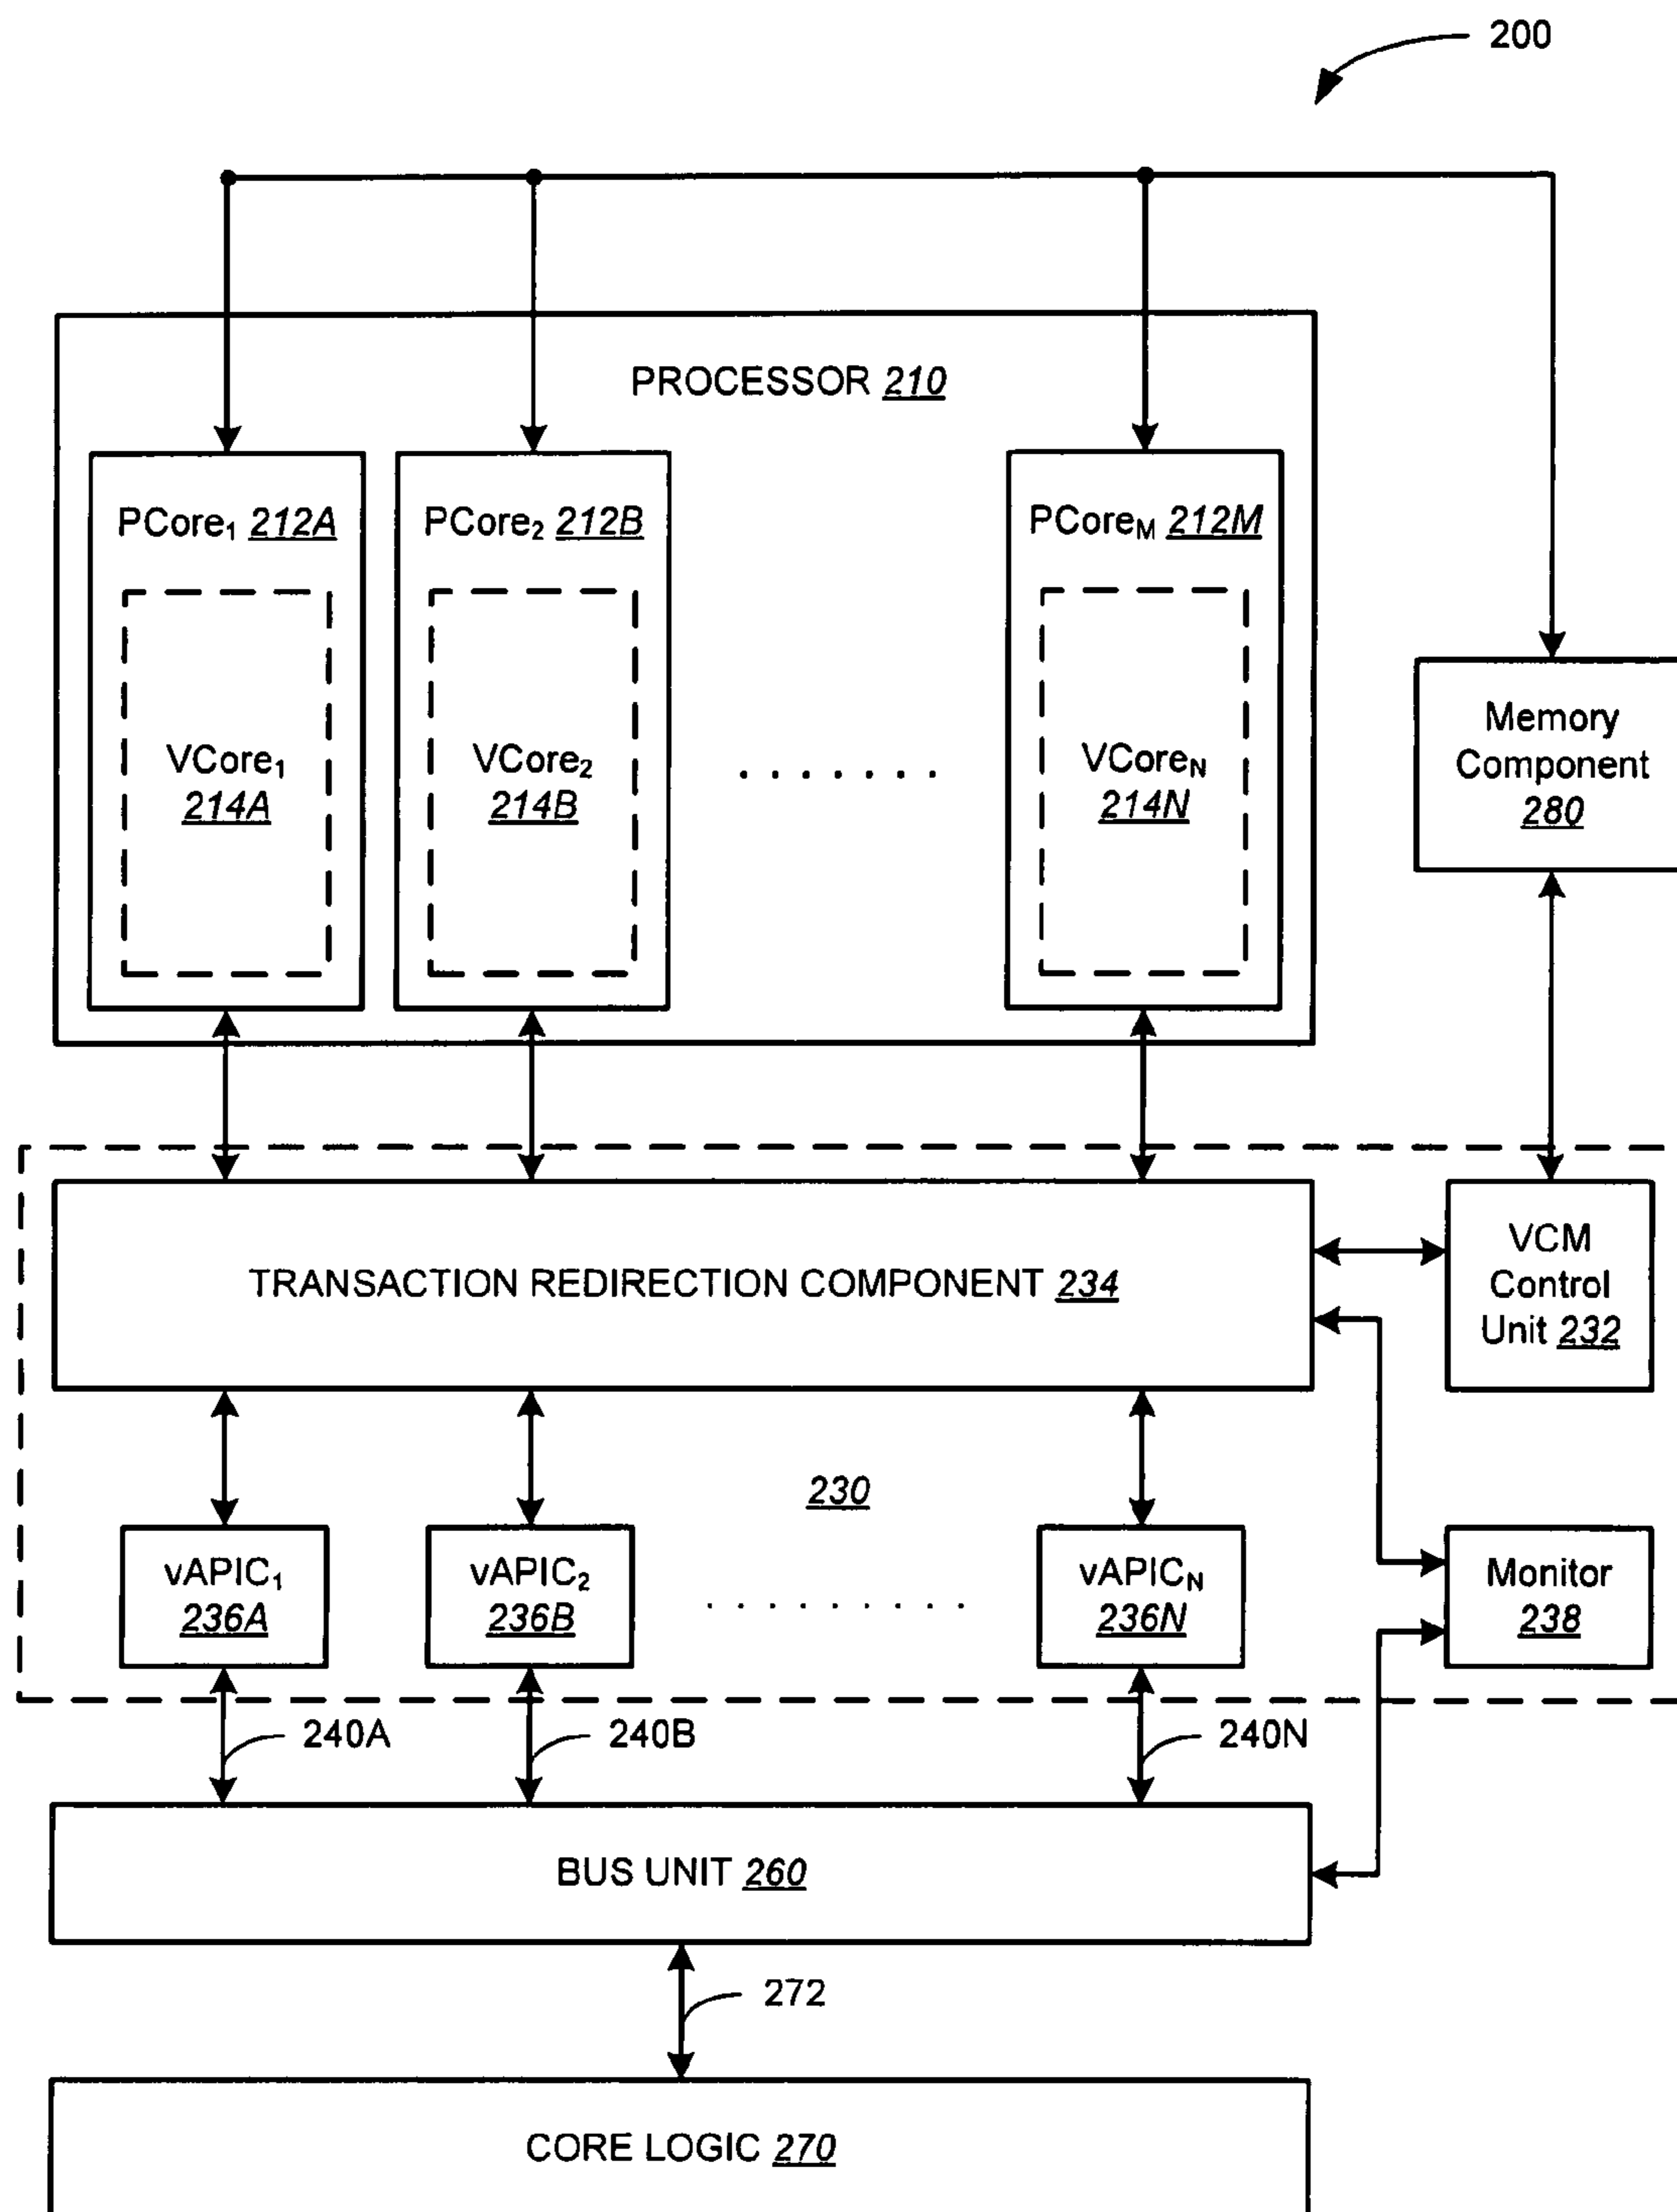 200
PROCESSOR 210
PCore₁ 212A
PCore₂ 212B
PCoreM 212M
VCore₁
214A
VCore₂
214B
VCoreN
214N
Memory
Component
280
TRANSACTION REDIRECTION COMPONENT 234
VCM
Control
Unit 232
230
vAPIC₁
236A
vAPIC₂
236B
vAPICN
236N
Monitor
238
240A
240B
240N
BUS UNIT 260
272
CORE LOGIC 270